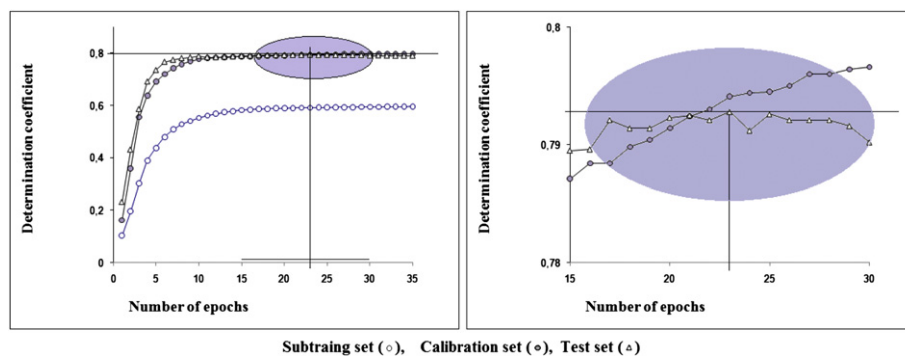 Determination coefficient
1
0,8
0,6
0,4
0,2
0
0 5 10 15 20 25 30 35
Number of epochs
Determination coefficient
0,8
0,79
0,78
15 20 25 30
Number of epochs
Subtraing set (○), Calibration set (●), Test set (△)